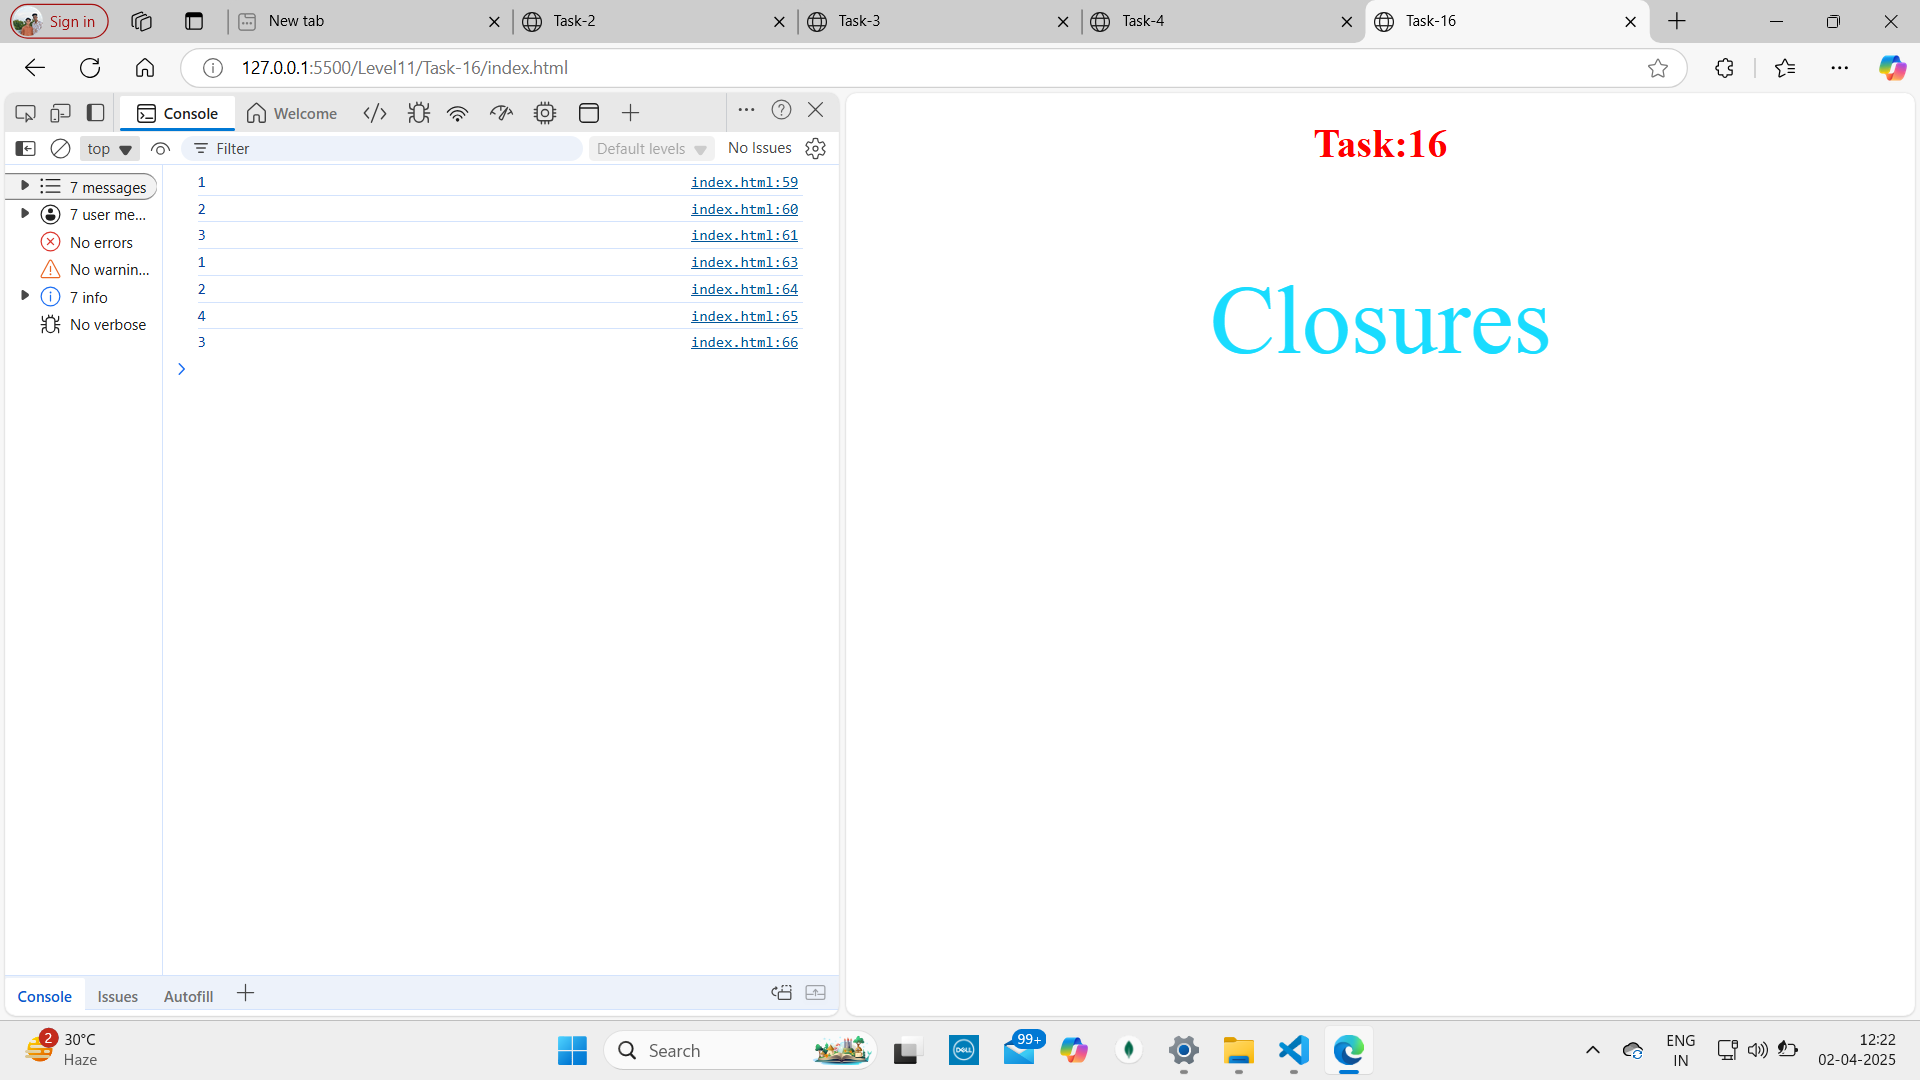 Sign in
New tab
Task-2
Task-3
Task-4
Task-16
127.0.0.1:5500/Level11/Task-16/index.html
Console
Welcome
top
Filter
Default levels
No Issues
7 messages
7 user me...
No errors
No warnin...
7 info
No verbose
1 index.html:59
2 index.html:60
3 index.html:61
1 index.html:63
2 index.html:64
4 index.html:65
3 index.html:66
Console
Issues
Autofill
Task:16
Closures
2
30°C
Haze
Search
DELL
99+
ENG
IN
12:22
02-04-2025